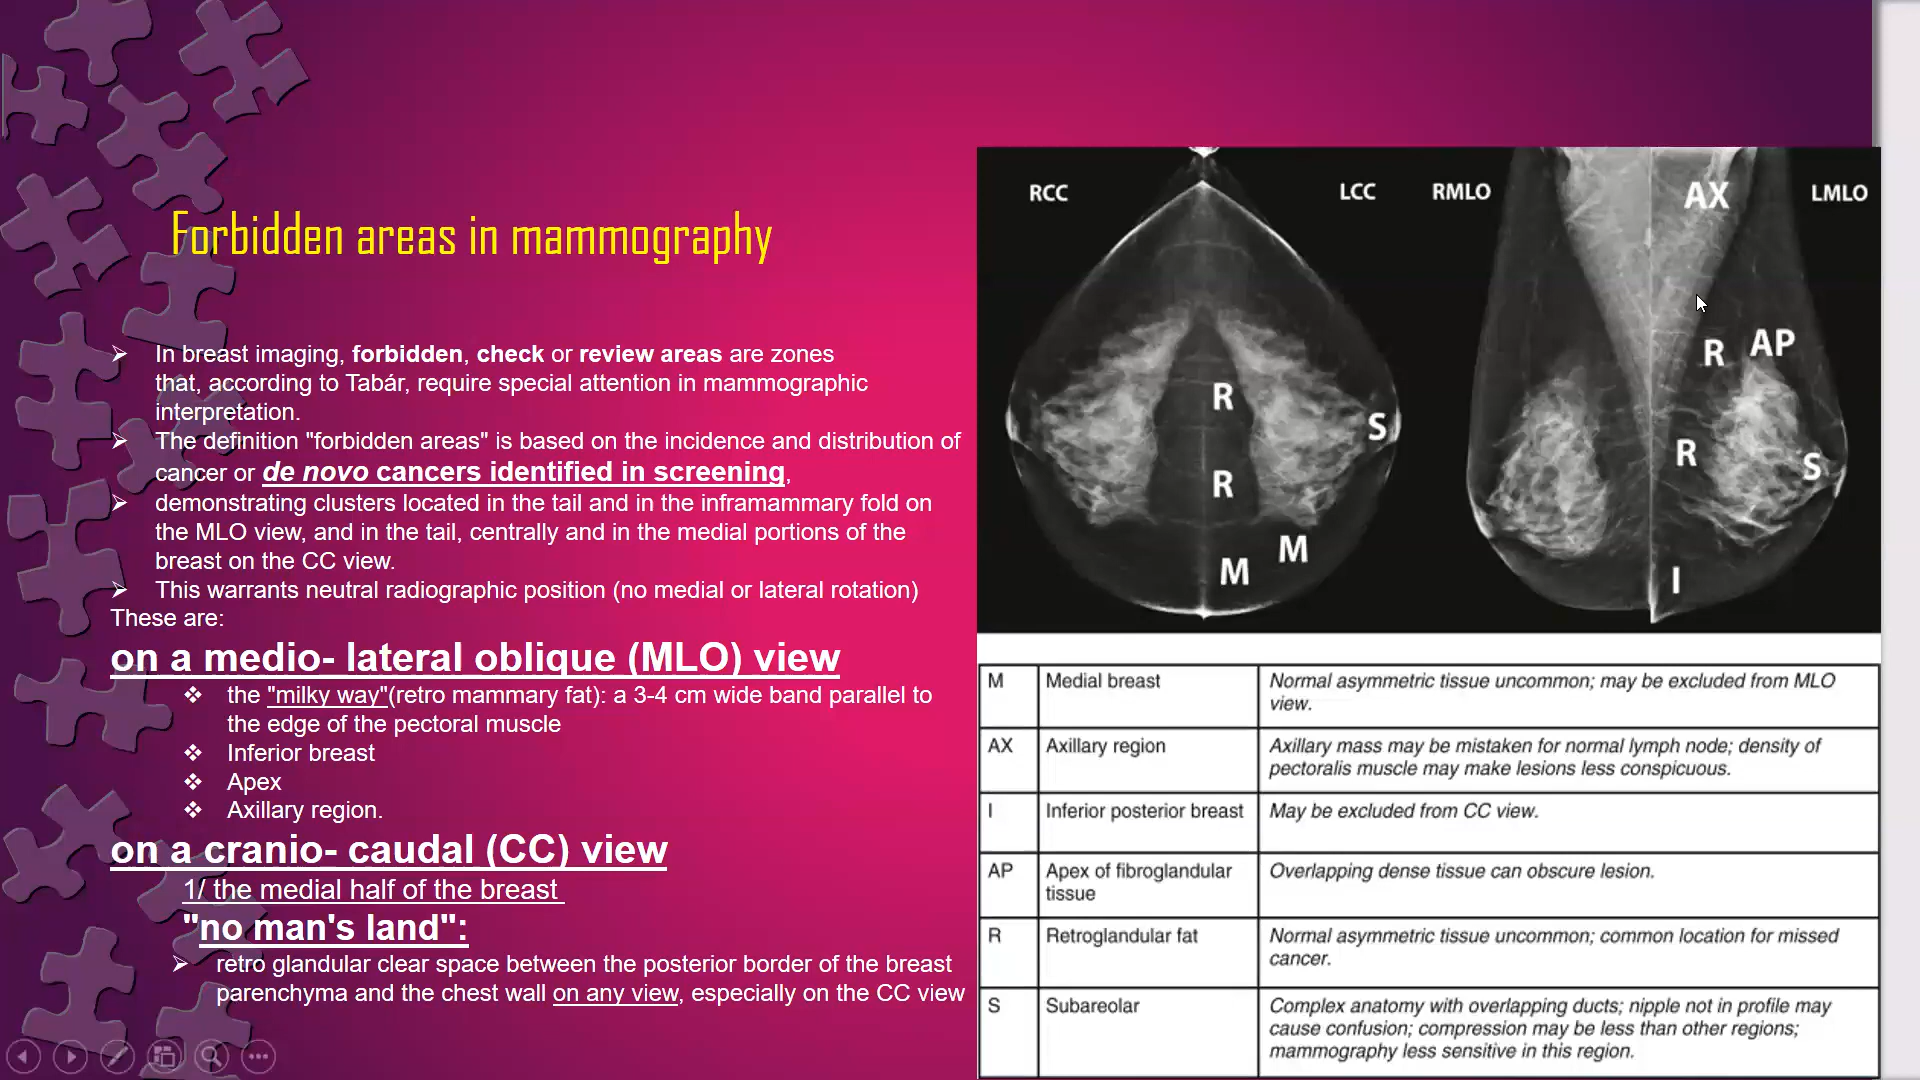 Forbidden areas in mammography
In breast imaging, forbidden, check or review areas are zones
that, according to Tabár, require special attention in mammographic
interpretation.
The definition "forbidden areas" is based on the incidence and distribution of
cancer or de novo cancers identified in screening,
demonstrating clusters located in the tail and in the inframammary fold on
the MLO view, and in the tail, centrally and in the medial portions of the
breast on the CC view.
This warrants neutral radiographic position (no medial or lateral rotation)
These are:
on a medio- lateral oblique (MLO) view
the "milky way"(retro mammary fat): a 3-4 cm wide band parallel to
the edge of the pectoral muscle
Inferior breast
Apex
Axillary region.
on a cranio- caudal (CC) view
1/ the medial half of the breast
"no man's land":
retro glandular clear space between the posterior border of the breast
parenchyma and the chest wall on any view, especially on the CC view
RCC LCC RMLO AX LMLO
R AP
R S
R S
R
M M I
M Medial breast Normal asymmetric tissue uncommon; may be excluded from MLO
view.
AX Axillary region Axillary mass may be mistaken for normal lymph node; density of
pectoralis muscle may make lesions less conspicuous.
I Inferior posterior breast May be excluded from CC view.
AP Apex of fibroglandular Overlapping dense tissue can obscure lesion.
tissue
R Retroglandular fat Normal asymmetric tissue uncommon; common location for missed
cancer.
S Subareolar Complex anatomy with overlapping ducts; nipple not in profile may
cause confusion; compression may be less than other regions;
mammography less sensitive in this region.